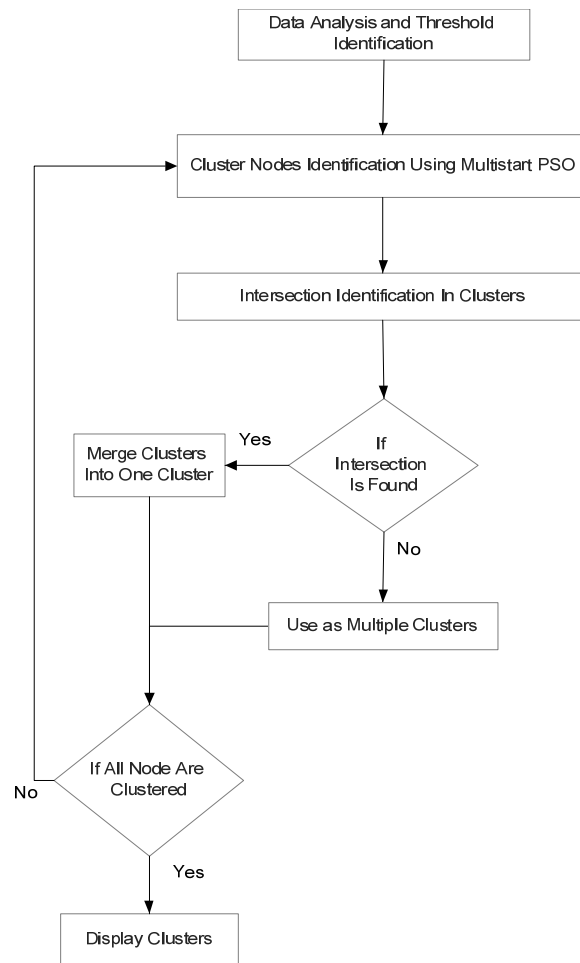 Data Analysis and Threshold
Identification
Cluster Nodes Identification Using Multistart PSO
Intersection Identification In Clusters
If
Intersection
Is Found
Yes
Merge Clusters
Into One Cluster
No
Use as Multiple Clusters
If All Node Are
Clustered
No
Yes
Display Clusters